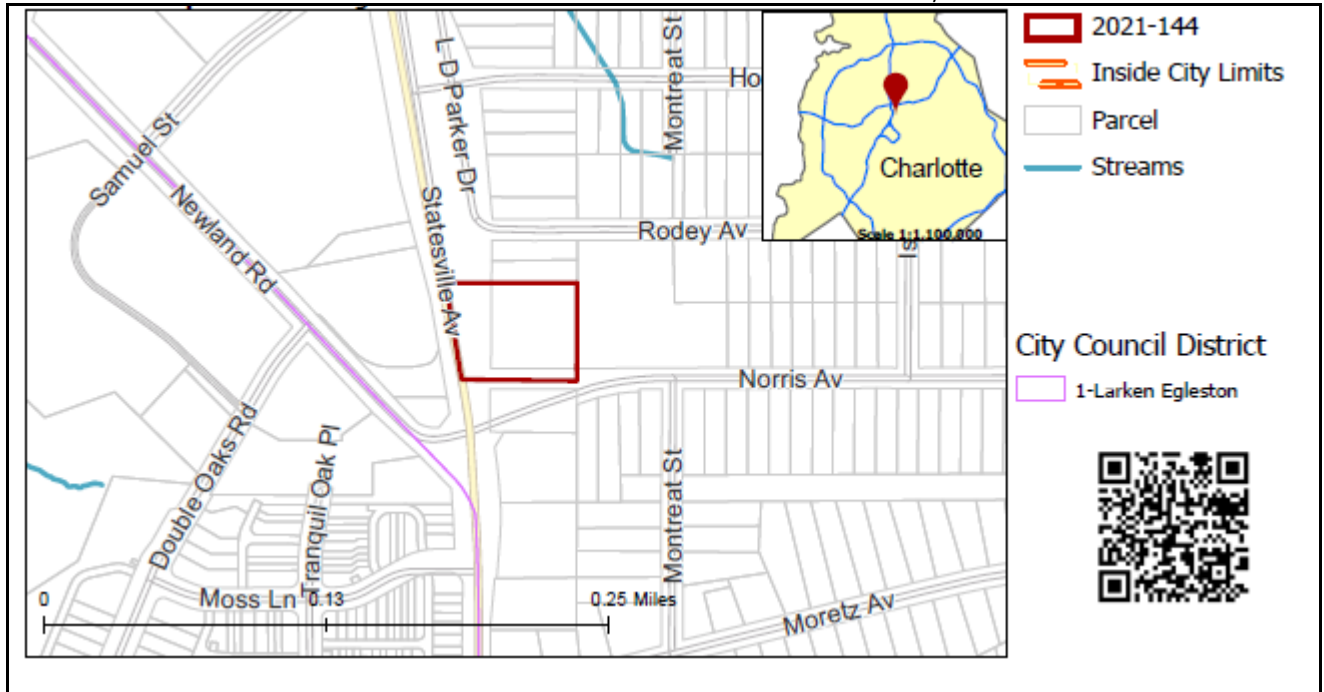 2021-144
Inside City Limits
Parcel
Streams
City Council District
1-Larken Egleston
Charlotte
Scale 1:1,100,000
Samuel St
Newland Rd
L-D-Parker-Dr
Statesville-Av
Montreat St
Ho
Rodey Av
Is
Norris Av
Double Oaks Rd
Tranquil Oak Pl
Moss Ln
Montreat St
Moretz Av
0
0.13
0.25 Miles